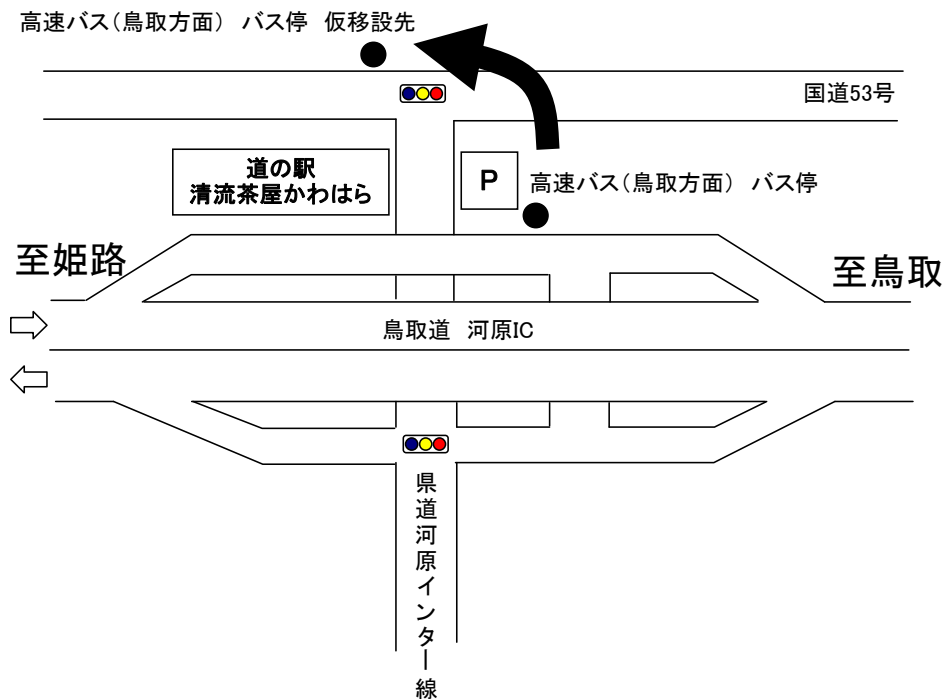 高速バス（鳥取方面）　バス停　仮移設先
国道53号
道の駅
清流茶屋かわはら
P
高速バス（鳥取方面）　バス停
至姫路
至鳥取
鳥取道　河原IC
県道河原インター線